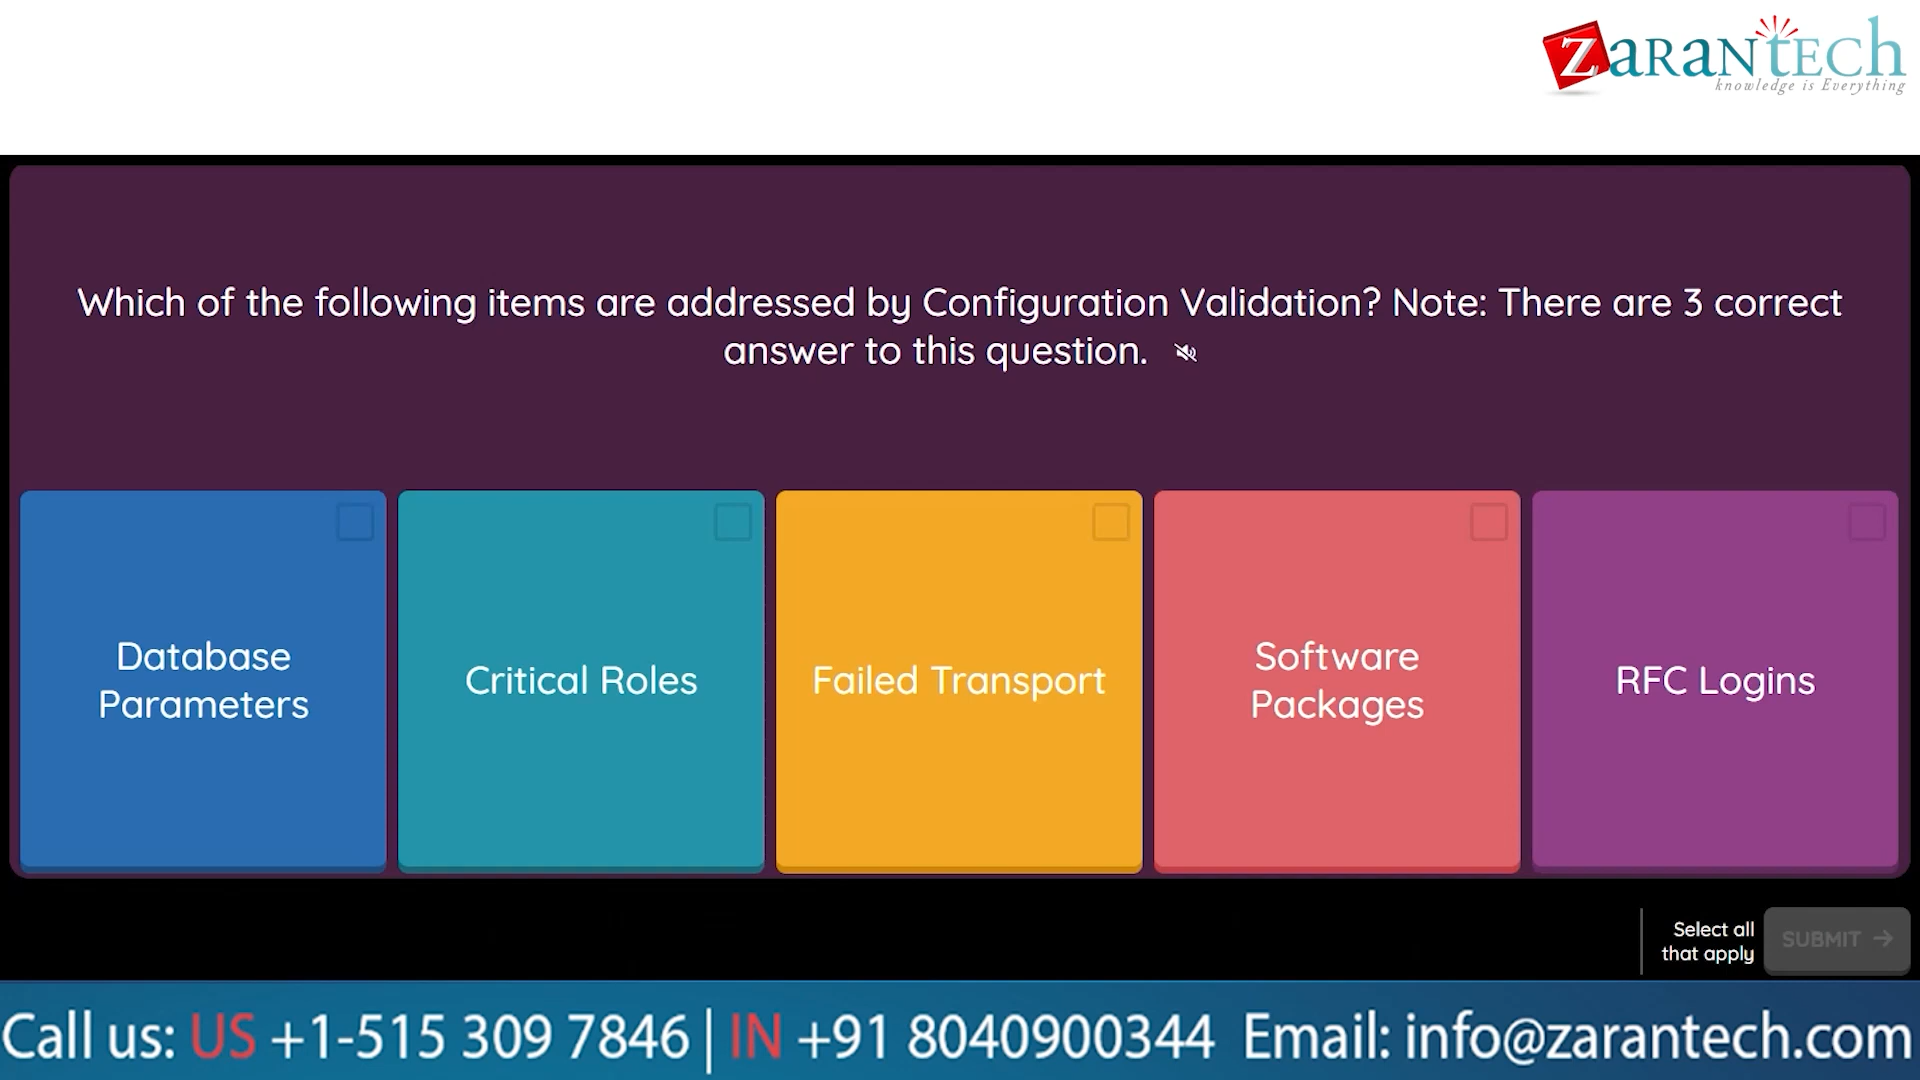 ZARANTECH
knowledge is Everything
Which of the following items are addressed by Configuration Validation? Note: There are 3 correct
answer to this question.
Database
Parameters
Critical Roles
Failed Transport
Software
Packages
RFC Logins
Select all
that apply
SUBMIT →
Call us: US +1-515 309 7846 | IN +91 8040900344 Email: info@zarantech.com